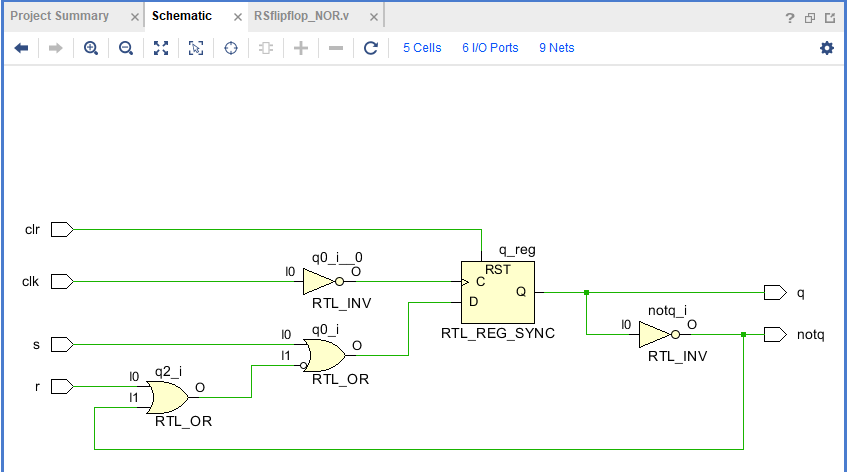 Project Summary × Schematic × RSflipflop_NOR.v ×
?
5 Cells 6 I/O Ports 9 Nets
clr
q_reg
RST
q0_i__0
clk I0 O C
Q q
RTL_INV
D
notq_i
q0_i
I0 O notq
s I0
RTL_REG_SYNC
O
I1
RTL_INV
q2_i
RTL_OR
r I0
O
I1
RTL_OR